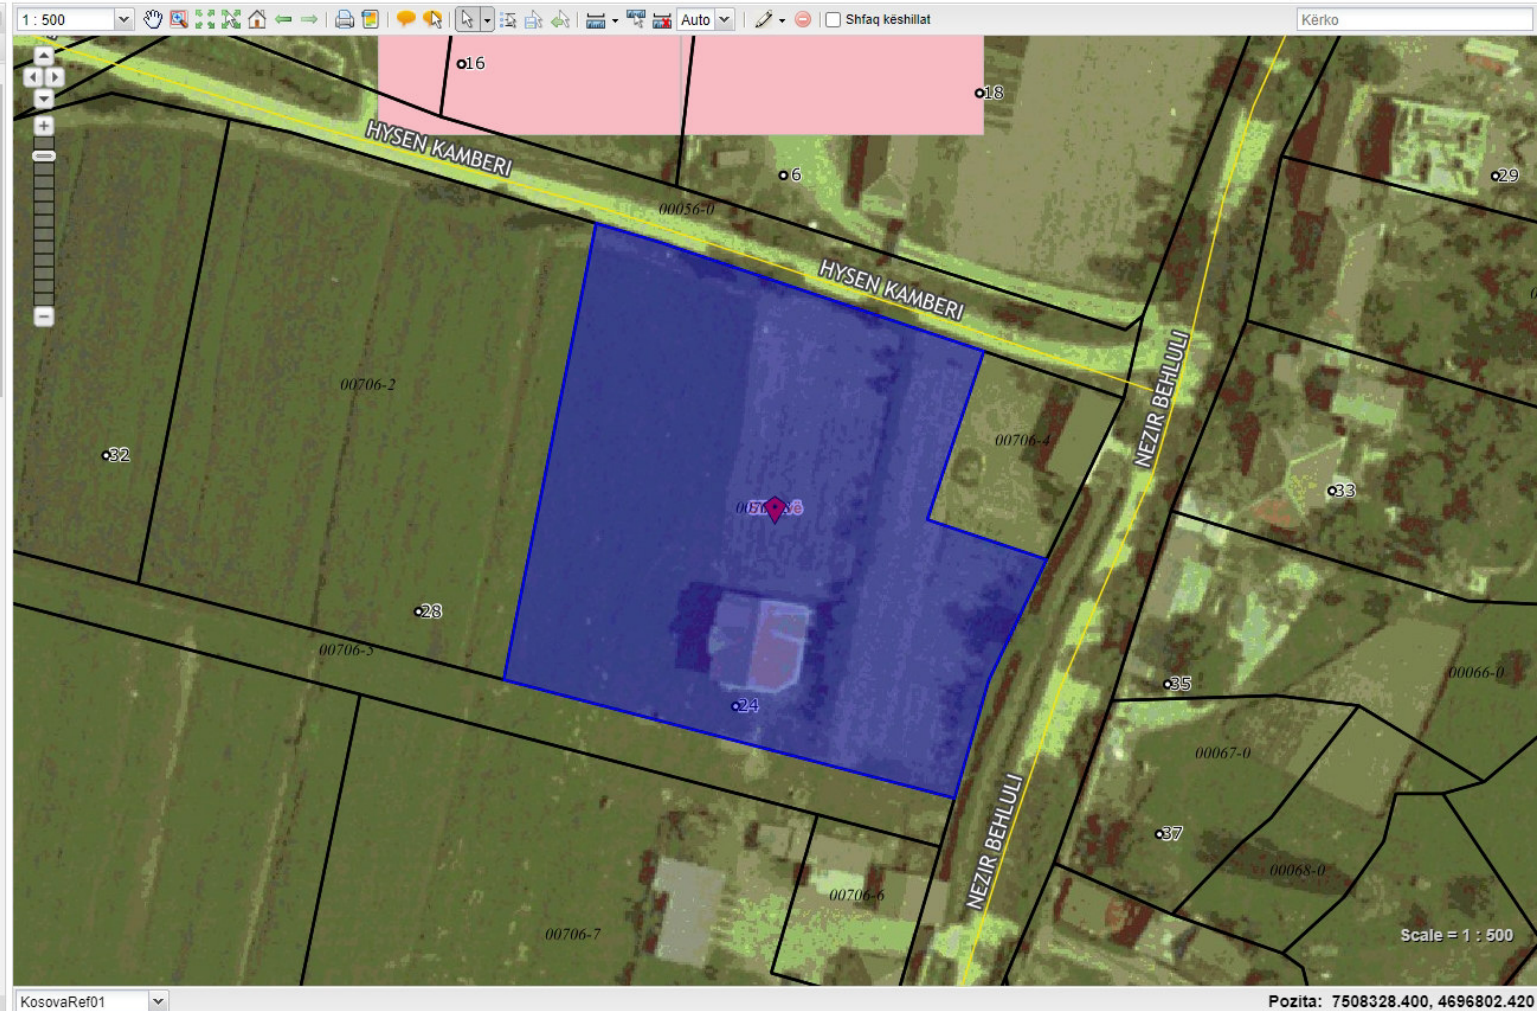 1 : 500
Auto
Shfaq këshillat
Kërko
16
18
HYSEN KAMBERI
6
29
00056-0
HYSEN KAMBERI
NEZIR BEHLULI
00706-2
00706-4
32
33
28
00706-5
35
00066-0
24
00067-0
NEZIR BEHLULI
37
00068-0
00706-6
00706-7
Scale = 1 : 500
KosovaRef01
Pozita: 7508328.400, 4696802.420